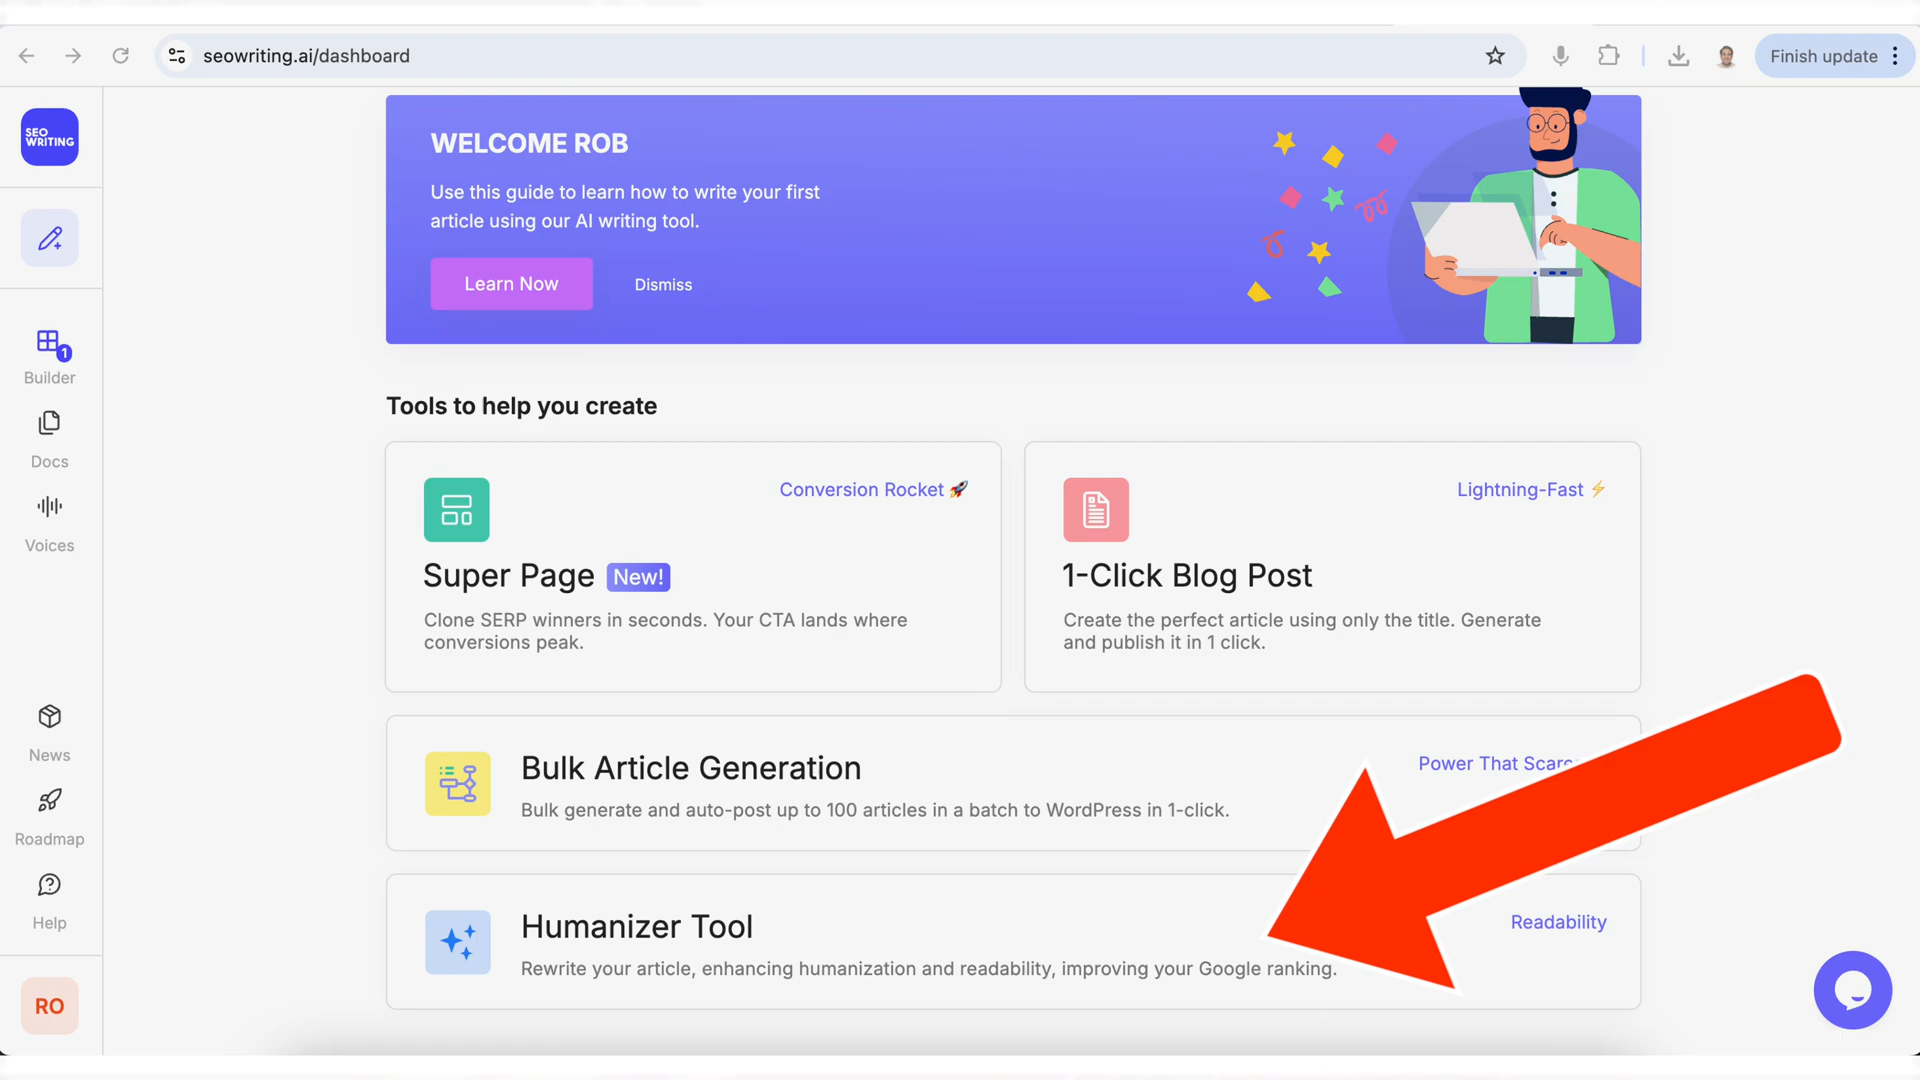 seowriting.ai/dashboard
Finish update
SEO
WRITING
WELCOME ROB
Use this guide to learn how to write your first
article using our AI writing tool.
Learn Now
Dismiss
1
Builder
Docs
Voices
News
Roadmap
Help
RO
Tools to help you create
Conversion Rocket 🚀
Super Page New!
Clone SERP winners in seconds. Your CTA lands where
conversions peak.
Lightning-Fast ⚡
1-Click Blog Post
Create the perfect article using only the title. Generate
and publish it in 1 click.
Bulk Article Generation
Power That
Bulk generate and auto-post up to 100 articles in a batch to WordPress in 1-click.
Humanizer Tool
Readability
Rewrite your article, enhancing humanization and readability, improving your Google ranking.